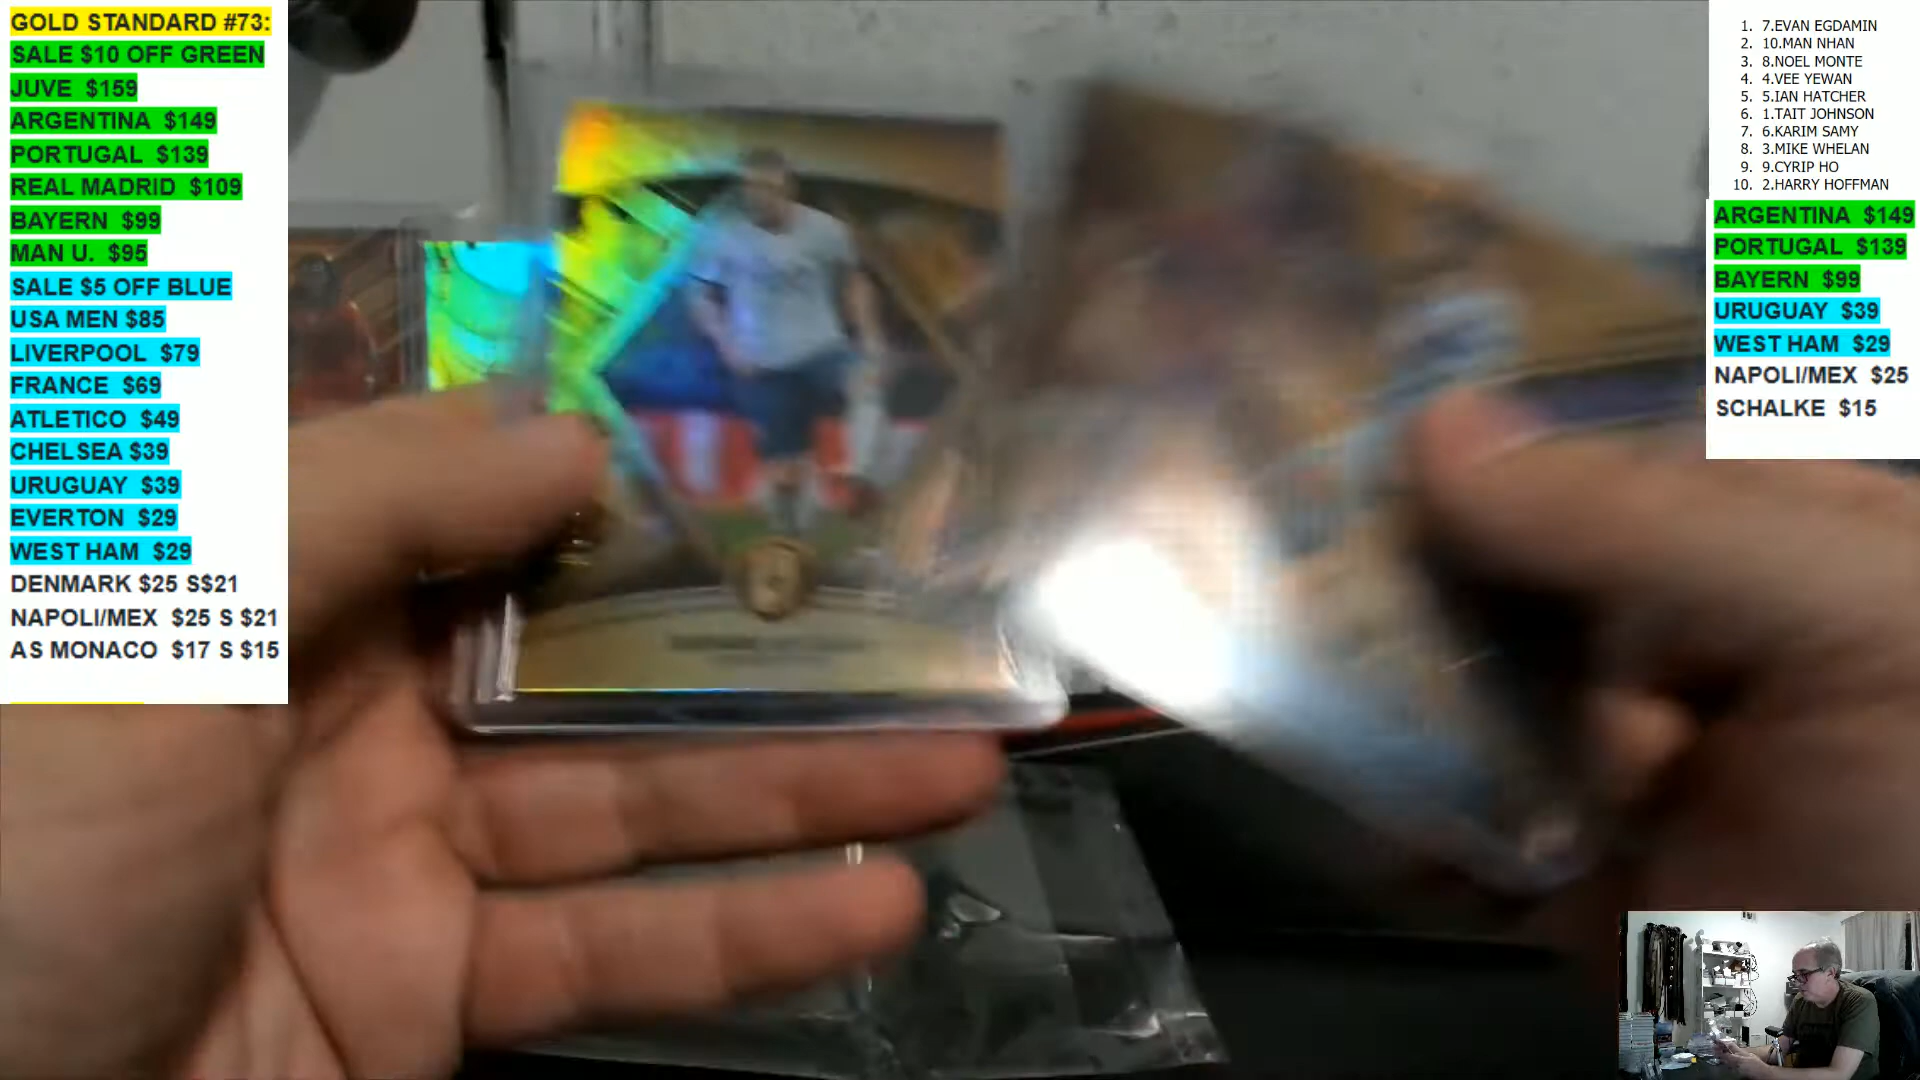 GOLD STANDARD #73:
SALE $10 OFF GREEN
JUVE $159
ARGENTINA $149
PORTUGAL $139
REAL MADRID $109
BAYERN $99
MAN U. $95
SALE $5 OFF BLUE
USA MEN $85
LIVERPOOL $79
FRANCE $69
ATLETICO $49
CHELSEA $39
URUGUAY $39
EVERTON $29
WEST HAM $29
DENMARK $25 S$21
NAPOLI/MEX $25 S $21
AS MONACO $17 S $15
1. 7.EVAN EGDAMIN
2. 10.MAN NHAN
3. 8.NOEL MONTE
4. 4.VEE YEWAN
5. 5.IAN HATCHER
6. 1.TAIT JOHNSON
7. 6.KARIM SAMY
8. 3.MIKE WHELAN
9. 9.CYRIP HO
10. 2.HARRY HOFFMAN
ARGENTINA $149
PORTUGAL $139
BAYERN $99
URUGUAY $39
WEST HAM $29
NAPOLI/MEX $25
SCHALKE $15